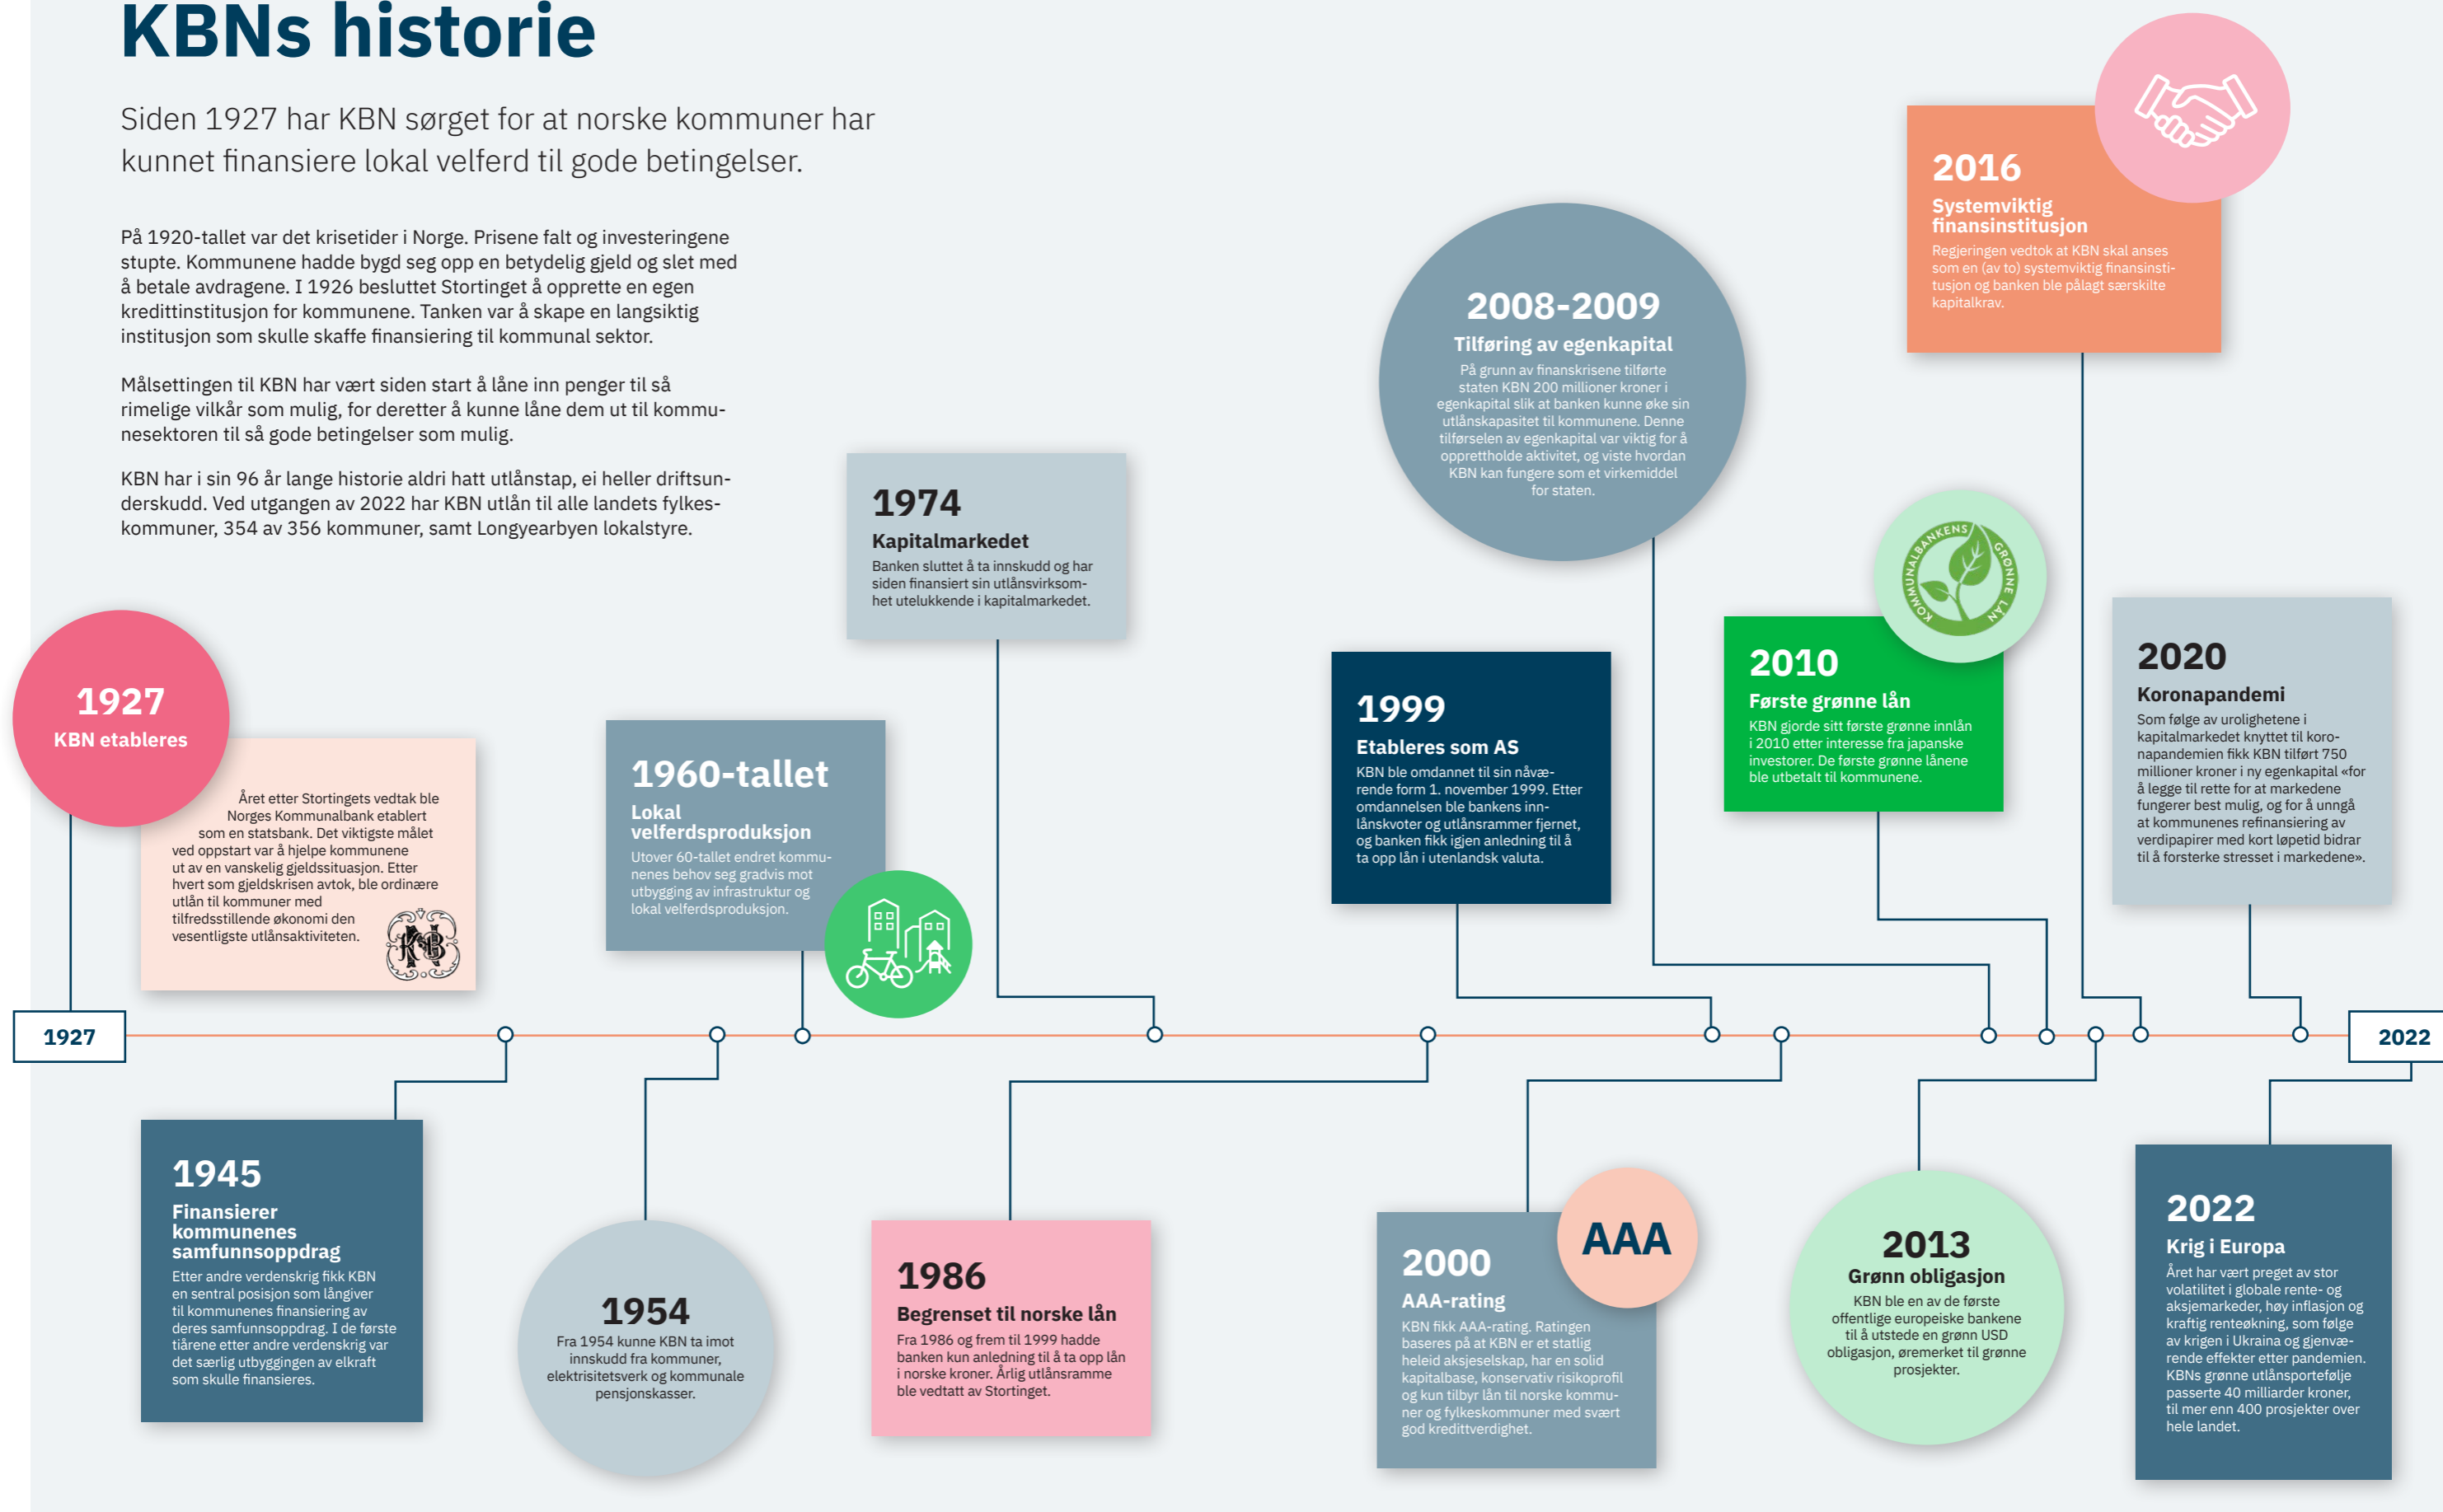 KBNs historie
Siden 1927 har KBN sørget for at norske kommuner har
kunnet finansiere lokal velferd til gode betingelser.
På 1920-tallet var det krisetider i Norge. Prisene falt og investeringene
stupte. Kommunene hadde bygd seg opp en betydelig gjeld og slet med
å betale avdragene. I 1926 besluttet Stortinget å opprette en egen
kredittinstitusjon for kommunene. Tanken var å skape en langsiktig
institusjon som skulle skaffe finansiering til kommunal sektor.
Målsettingen til KBN har vært siden start å låne inn penger til så
rimelige vilkår som mulig, for deretter å kunne låne dem ut til kommu-
nesektoren til så gode betingelser som mulig.
KBN har i sin 96 år lange historie aldri hatt utlånstap, ei heller driftsun-
derskudd. Ved utgangen av 2022 har KBN utlån til alle landets fylkes-
kommuner, 354 av 356 kommuner, samt Longyearbyen lokalstyre.
1927
KBN etableres
Året etter Stortingets vedtak ble
Norges Kommunalbank etablert
som en statsbank. Det viktigste målet
ved oppstart var å hjelpe kommunene
ut av en vanskelig gjeldssituasjon. Etter
hvert som gjeldskrisen avtok, ble ordinære
utlån til kommuner med
tilfredsstillende økonomi den
vesentligste utlånsaktiviteten.
KNB
1960-tallet
Lokal
velferdsproduksjon
Utover 60-tallet endret kommu-
nenes behov seg gradvis mot
utbygging av infrastruktur og
lokal velferdsproduksjon.
1974
Kapitalmarkedet
Banken sluttet å ta innskudd og har
siden finansiert sin utlånsvirksom-
het utelukkende i kapitalmarkedet.
1999
Etableres som AS
KBN ble omdannet til sin nåvæ-
rende form 1. november 1999. Etter
omdannelsen ble bankens inn-
lånskvoter og utlånsrammer fjernet,
og banken fikk igjen anledning til å
ta opp lån i utenlandsk valuta.
2008-2009
Tilføring av egenkapital
På grunn av finanskrisene tilførte
staten KBN 200 millioner kroner i
egenkapital slik at banken kunne øke sin
utlånskapasitet til kommunene. Denne
tilførselen av egenkapital var viktig for å
opprettholde aktivitet, og viste hvordan
KBN kan fungere som et virkemiddel
for staten.
KOMMUNALBANKENS GRØNNE LÅN
2010
Første grønne lån
KBN gjorde sitt første grønne innlån
i 2010 etter interesse fra japanske
investorer. De første grønne lånene
ble utbetalt til kommunene.
2016
Systemviktig
finansinstitusjon
Regjeringen vedtok at KBN skal anses
som en (av to) systemviktig finansinsti-
tusjon og banken ble pålagt særskilte
kapitalkrav.
2020
Koronapandemi
Som følge av urolighetene i
kapitalmarkedet knyttet til koro-
napandemien fikk KBN tilført 750
millioner kroner i ny egenkapital «for
å legge til rette for at markedene
fungerer best mulig, og for å unngå
at kommunenes refinansiering av
verdipapirer med kort løpetid bidrar
til å forsterke stresset i markedene».
1927
2022
1945
Finansierer
kommunenes
samfunnsoppdrag
Etter andre verdenskrig fikk KBN
en sentral posisjon som långiver
til kommunenes finansiering av
deres samfunnsoppdrag. I de første
tiårene etter andre verdenskrig var
det særlig utbyggingen av elkraft
som skulle finansieres.
1954
Fra 1954 kunne KBN ta imot
innskudd fra kommuner,
elektrisitetsverk og kommunale
pensjonskasser.
1986
Begrenset til norske lån
Fra 1986 og frem til 1999 hadde
banken kun anledning til å ta opp lån
i norske kroner. Årlig utlånsramme
ble vedtatt av Stortinget.
AAA
2000
AAA-rating
KBN fikk AAA-rating. Ratingen
baseres på at KBN er et statlig
heleid aksjeselskap, har en solid
kapitalbase, konservativ risikoprofil
og kun tilbyr lån til norske kommu-
ner og fylkeskommuner med svært
god kredittverdighet.
2013
Grønn obligasjon
KBN ble en av de første
offentlige europeiske bankene
til å utstede en grønn USD
obligasjon, øremerket til grønne
prosjekter.
2022
Krig i Europa
Året har vært preget av stor
volatilitet i globale rente- og
aksjemarkeder, høy inflasjon og
kraftig renteøkning, som følge
av krigen i Ukraina og gjenvæ-
rende effekter etter pandemien.
KBNs grønne utlånsportefølje
passerte 40 milliarder kroner,
til mer enn 400 prosjekter over
hele landet.